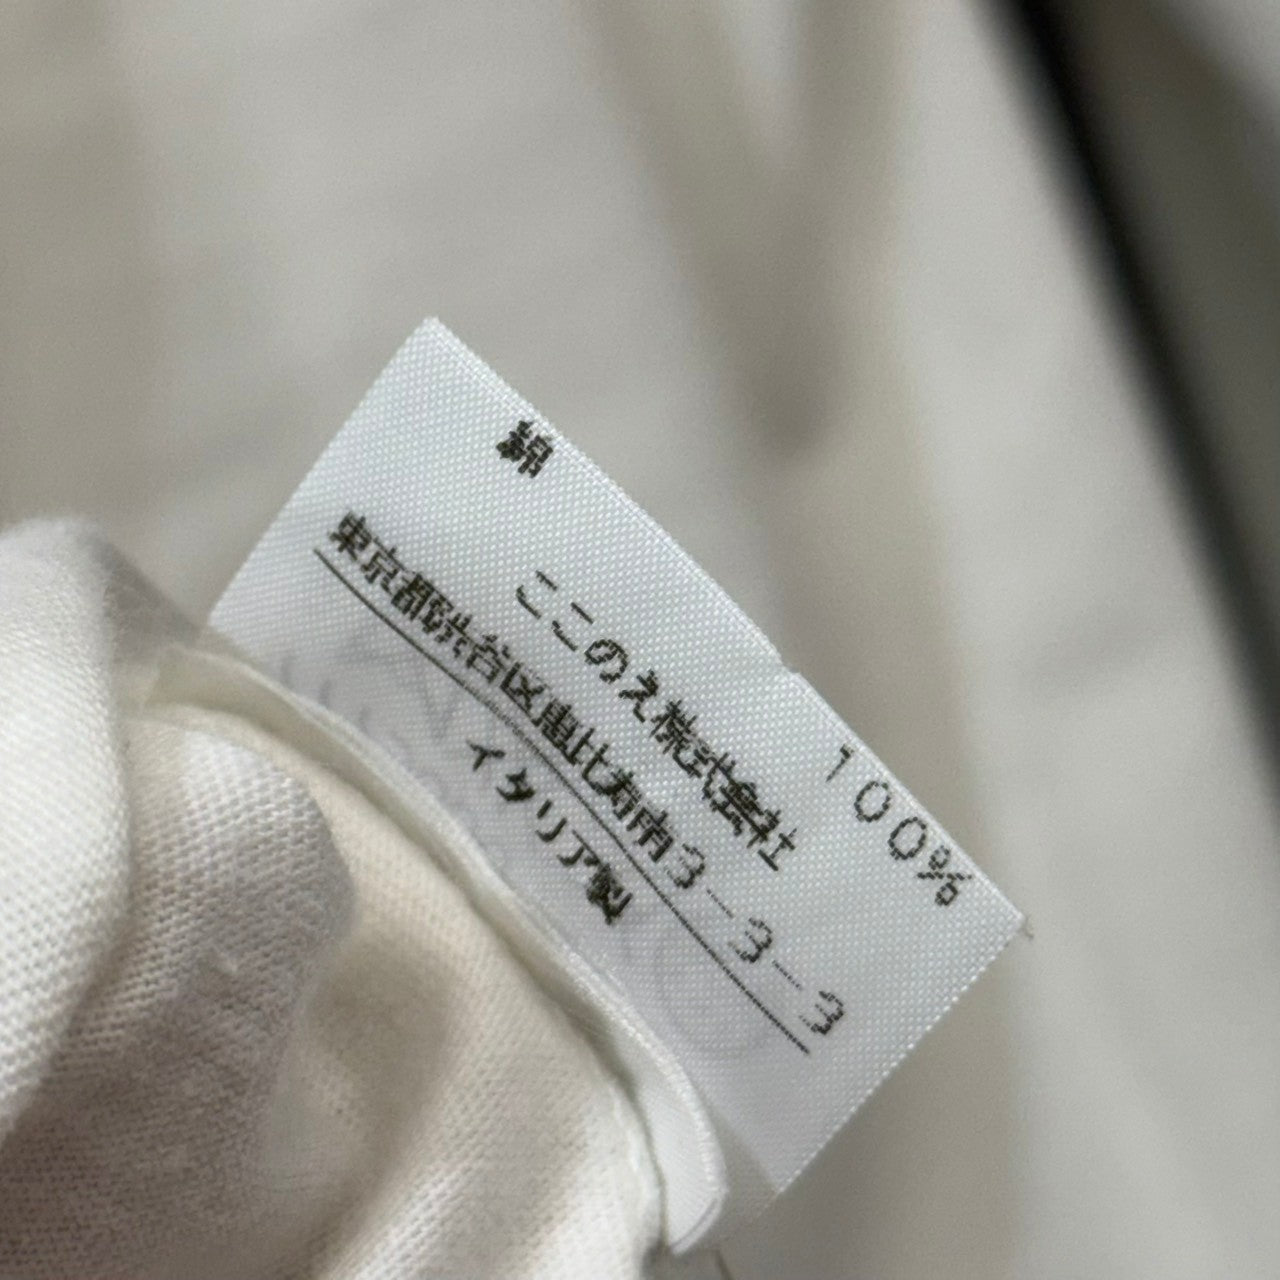 綿 100%
ここのえ株式会社
東京都渋谷区恵比寿南3-3-3
イタリア製